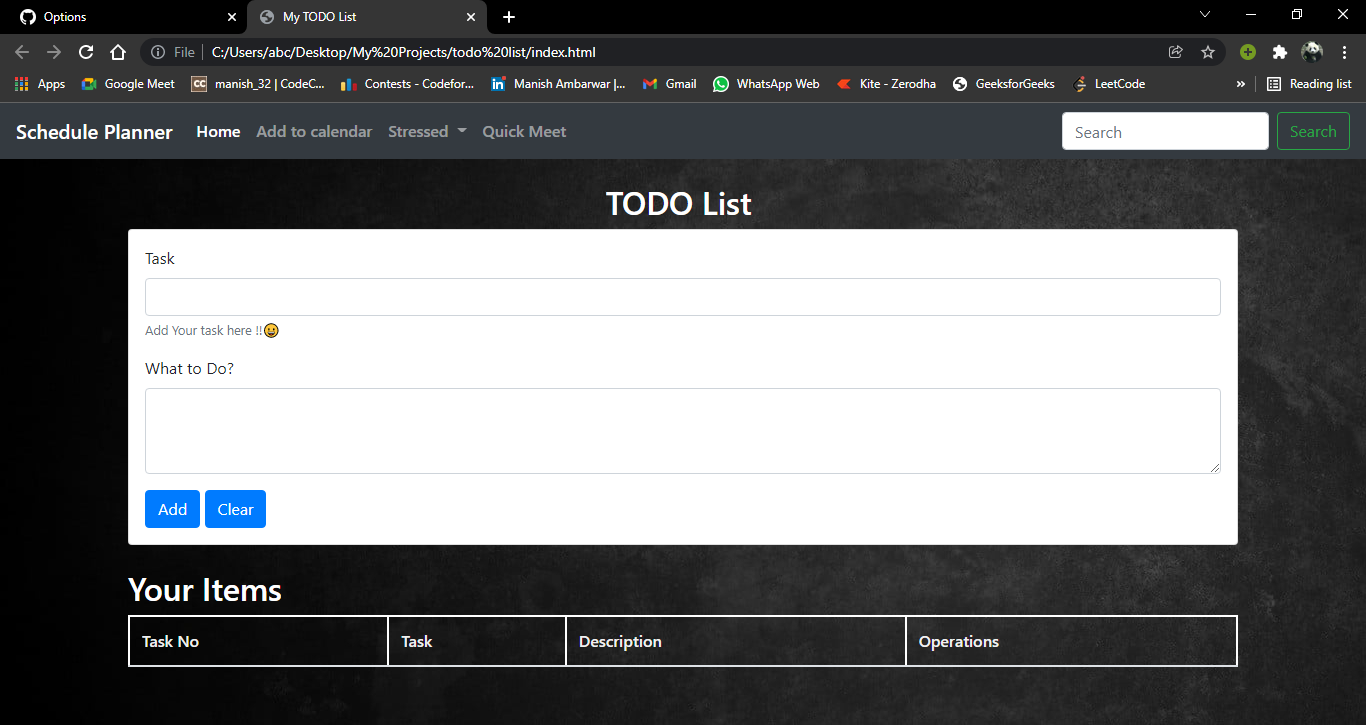 Options
My TODO List
File
C:/Users/abc/Desktop/My%20Projects/todo%20list/index.html
Apps
Google Meet
CC
manish_32 | CodeC...
Contests - Codefor...
in
Manish Ambarwar |...
Gmail
WhatsApp Web
Kite - Zerodha
GeeksforGeeks
LeetCode
»
Reading list
Schedule Planner
Home
Add to calendar
Stressed
Quick Meet
Search
Search
TODO List
Task
Add Your task here !!😀
What to Do?
Add
Clear
Your Items
Task No
Task
Description
Operations